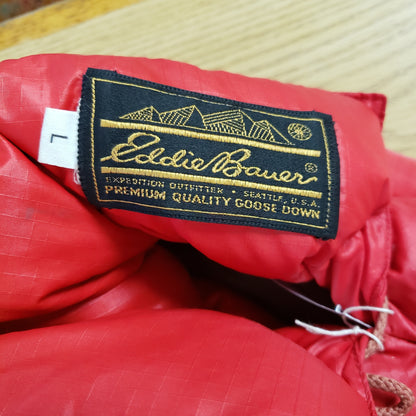 L
Eddie Bauer ®
EXPEDITION OUTFITTER • SEATTLE, U.S.A.
PREMIUM QUALITY GOOSE DOWN